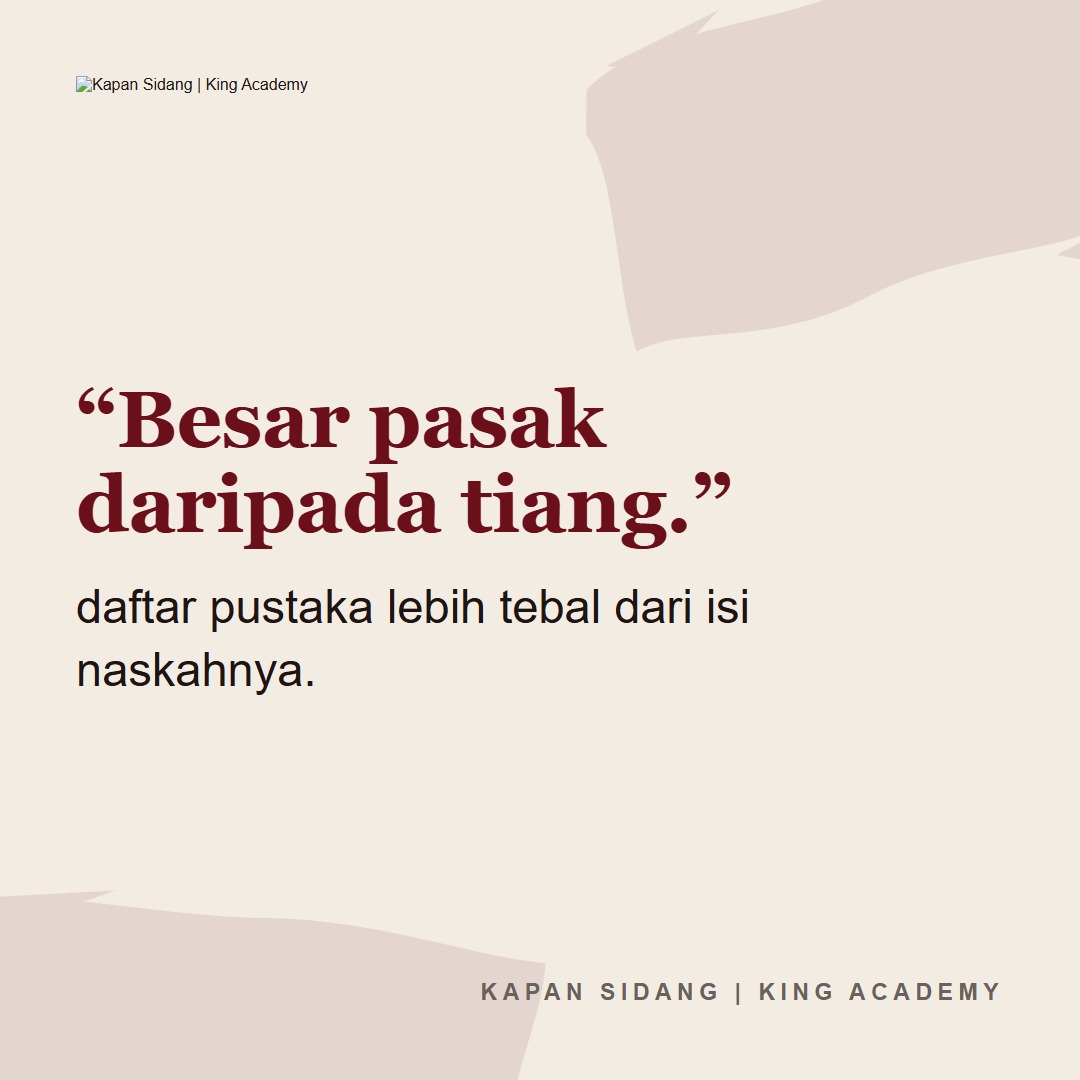 Kapan Sidang | King Academy
“Besar pasak
daripada tiang.”
daftar pustaka lebih tebal dari isi
naskahnya.
KAPAN SIDANG | KING ACADEMY